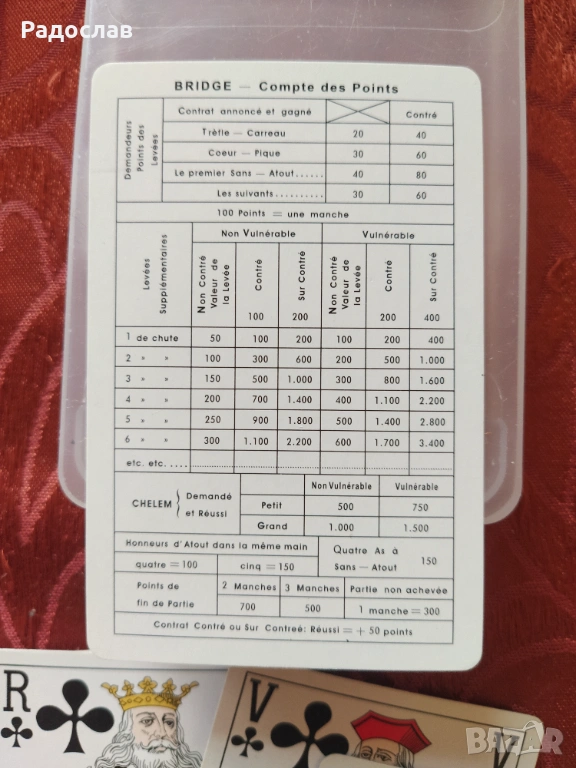 Радослав
BRIDGE — Compte des Points
Demandeurs Points des Levées
Contrat annoncé et gagné Contré
Trèfle — Carreau 20 40
Coeur — Pique 30 60
Le premier Sans — Atout...... 40 80
Les suivants.......... 30 60
100 Points = une manche
Levées Supplémentaires
Non Vulnérable Vulnérable
Non Contré Valeur de la Levée
Contré 100
Sur Contré 200
Non Contré Valeur de la Levée
Contré 200
Sur Contré 400
1 de chute 50 100 200 100 200 400
2 » » 100 300 600 200 500 1.000
3 » » 150 500 1.000 300 800 1.600
4 » » 200 700 1.400 400 1.100 2.200
5 » » 250 900 1.800 500 1.400 2.800
6 » » 300 1.100 2.200 600 1.700 3.400
etc. etc. ....
Non Vulnérable Vulnérable
CHELEM { Demandé et Réussi
Petit 500 750
Grand 1.000 1.500
Honneurs d'Atout dans la même main
quatre = 100 cinq = 150
Quatre As à Sans — Atout 150
Points de fin de Partie
2 Manches 3 Manches Partie non achevée
700 500 1 manche = 300
Contrat Contré ou Sur Contreé: Réussi = + 50 points
R
V
BAZAR